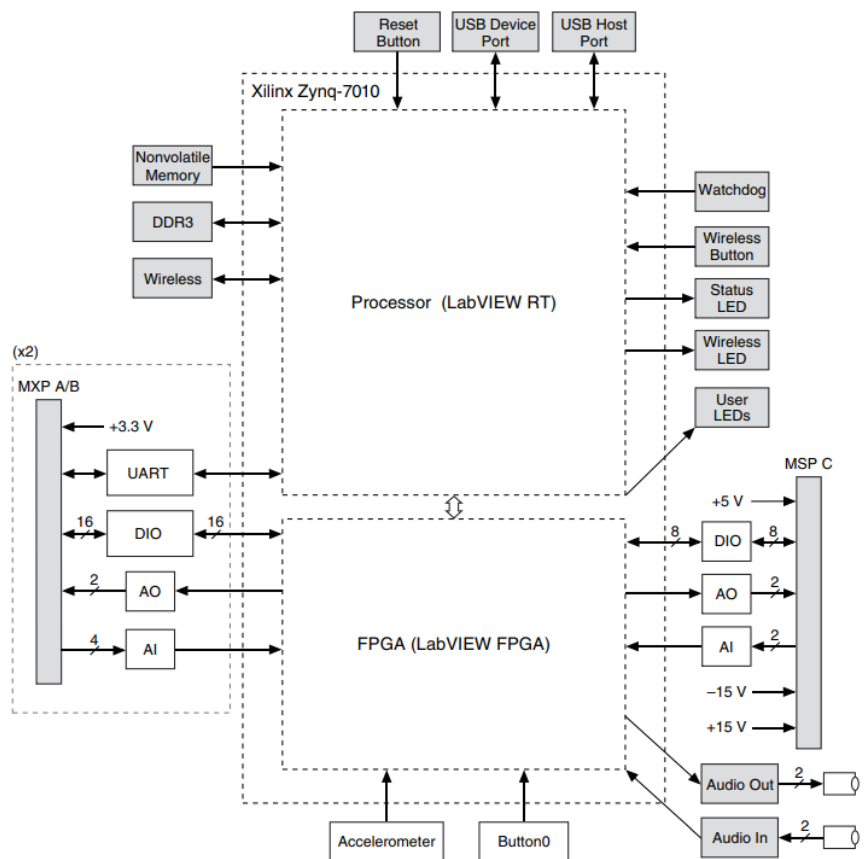 Reset
Button
USB Device
Port
USB Host
Port
Xilinx Zynq-7010
Nonvolatile
Memory
DDR3
Wireless
Processor (LabVIEW RT)
Watchdog
Wireless
Button
Status
LED
Wireless
LED
User
LEDs
(x2)
MXP A/B
+3.3 V
UART
16
DIO
16
2
AO
4
AI
FPGA (LabVIEW FPGA)
MSP C
+5 V
8
DIO
8
AO
2
AI
2
–15 V
+15 V
Audio Out
2
Audio In
2
Accelerometer
Button0